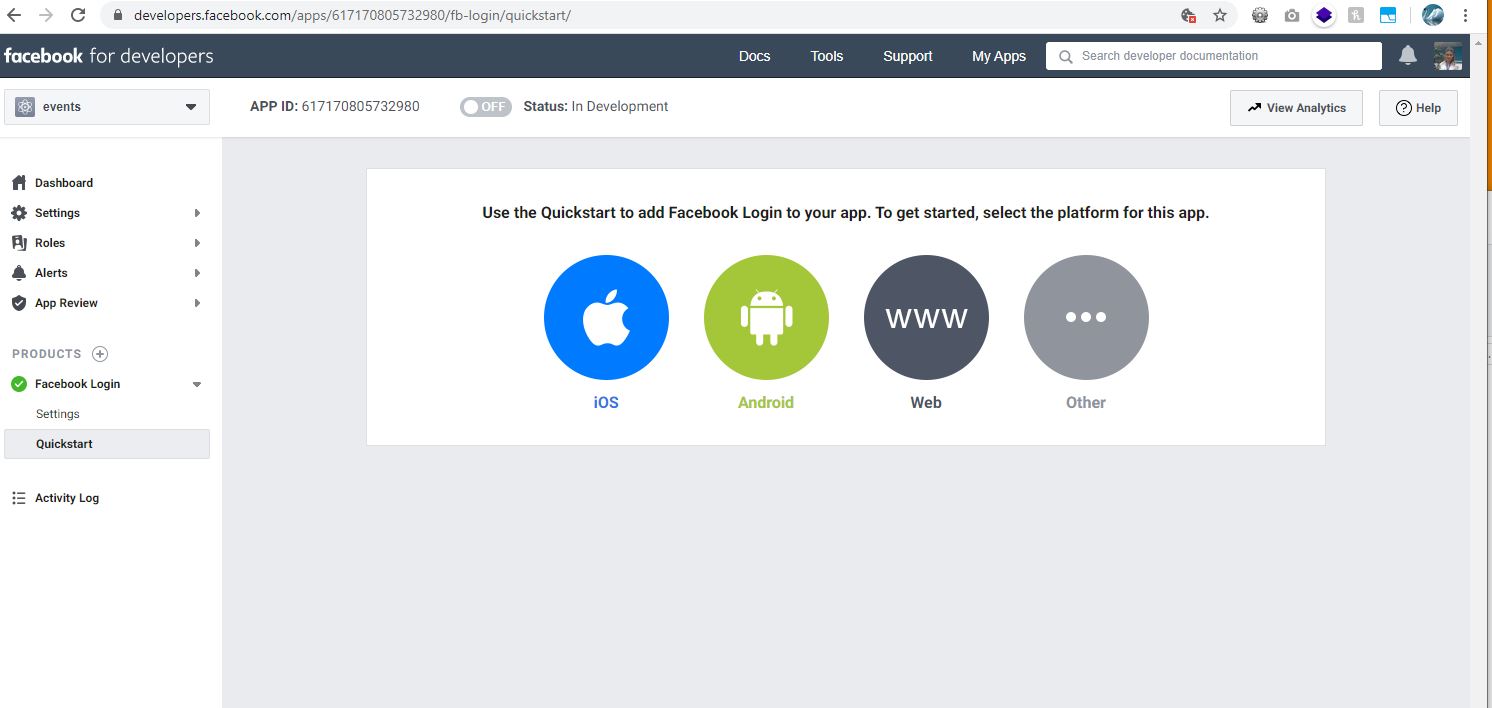 developers.facebook.com/apps/617170805732980/fb-login/quickstart/
facebook for developers Docs Tools Support My Apps Search developer documentation
events APP ID: 617170805732980 OFF Status: In Development View Analytics Help
Dashboard
Settings
Roles
Alerts
App Review
PRODUCTS
Facebook Login
Settings
Quickstart
Activity Log
Use the Quickstart to add Facebook Login to your app. To get started, select the platform for this app.
WWW
iOS Android Web Other